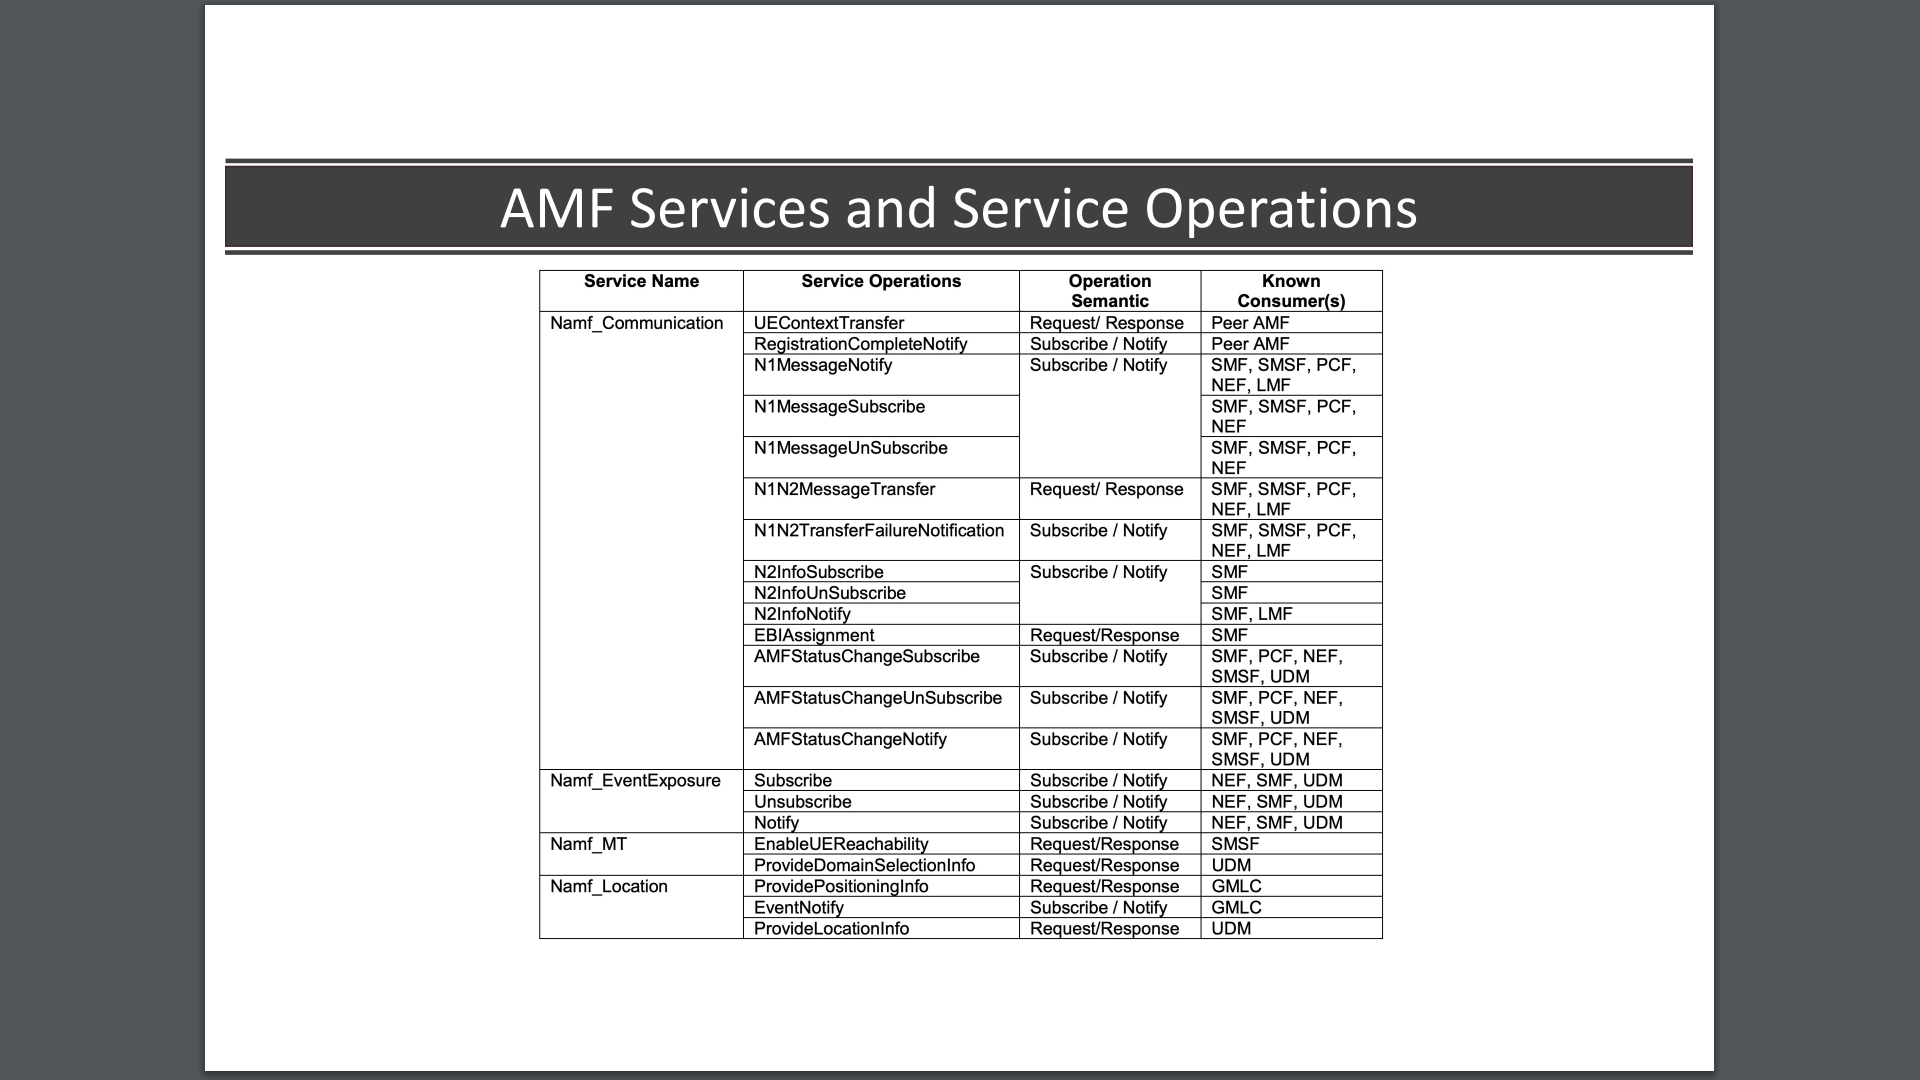 AMF Services and Service Operations
Service Name Service Operations Operation Semantic Known Consumer(s)
Namf_Communication UEContextTransfer Request/ Response Peer AMF
RegistrationCompleteNotify Subscribe / Notify Peer AMF
N1MessageNotify Subscribe / Notify SMF, SMSF, PCF,
NEF, LMF
N1MessageSubscribe SMF, SMSF, PCF,
NEF
N1MessageUnSubscribe SMF, SMSF, PCF,
NEF
N1N2MessageTransfer Request/ Response SMF, SMSF, PCF,
NEF, LMF
N1N2TransferFailureNotification Subscribe / Notify SMF, SMSF, PCF,
NEF, LMF
N2InfoSubscribe Subscribe / Notify SMF
N2InfoUnSubscribe SMF
N2InfoNotify SMF, LMF
EBIAssignment Request/Response SMF
AMFStatusChangeSubscribe Subscribe / Notify SMF, PCF, NEF,
SMSF, UDM
AMFStatusChangeUnSubscribe Subscribe / Notify SMF, PCF, NEF,
SMSF, UDM
AMFStatusChangeNotify Subscribe / Notify SMF, PCF, NEF,
SMSF, UDM
Namf_EventExposure Subscribe Subscribe / Notify NEF, SMF, UDM
Unsubscribe Subscribe / Notify NEF, SMF, UDM
Notify Subscribe / Notify NEF, SMF, UDM
Namf_MT EnableUEReachability Request/Response SMSF
ProvideDomainSelectionInfo Request/Response UDM
Namf_Location ProvidePositioningInfo Request/Response GMLC
EventNotify Subscribe / Notify GMLC
ProvideLocationInfo Request/Response UDM